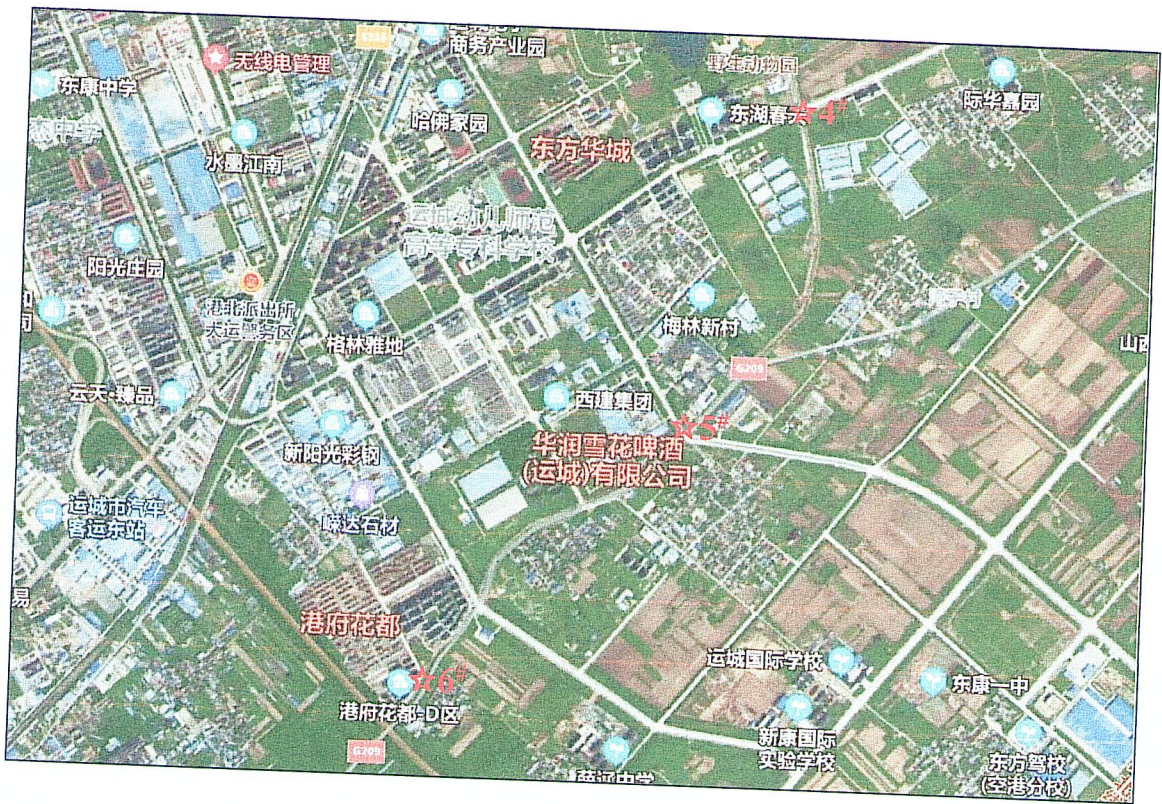 商务产业园
无线电管理
野生动物园
东康中学
哈佛家园
东湖春天
4#
际华嘉园
水墨江南
东方华城
运城幼儿师范
高等专科学校
阳光庄园
港北派出所
犬运警务区
格林雅地
梅林新村
G209
山西
云天·臻品
西建集团
5#
新阳光彩钢
华润雪花啤酒
(运城)有限公司
运城市汽车
客运东站
嵘达石材
易
港府花都
6#
港府花都-D区
运城国际学校
东康一中
新康国际
实验学校
G209
东方驾校
(空港分校)